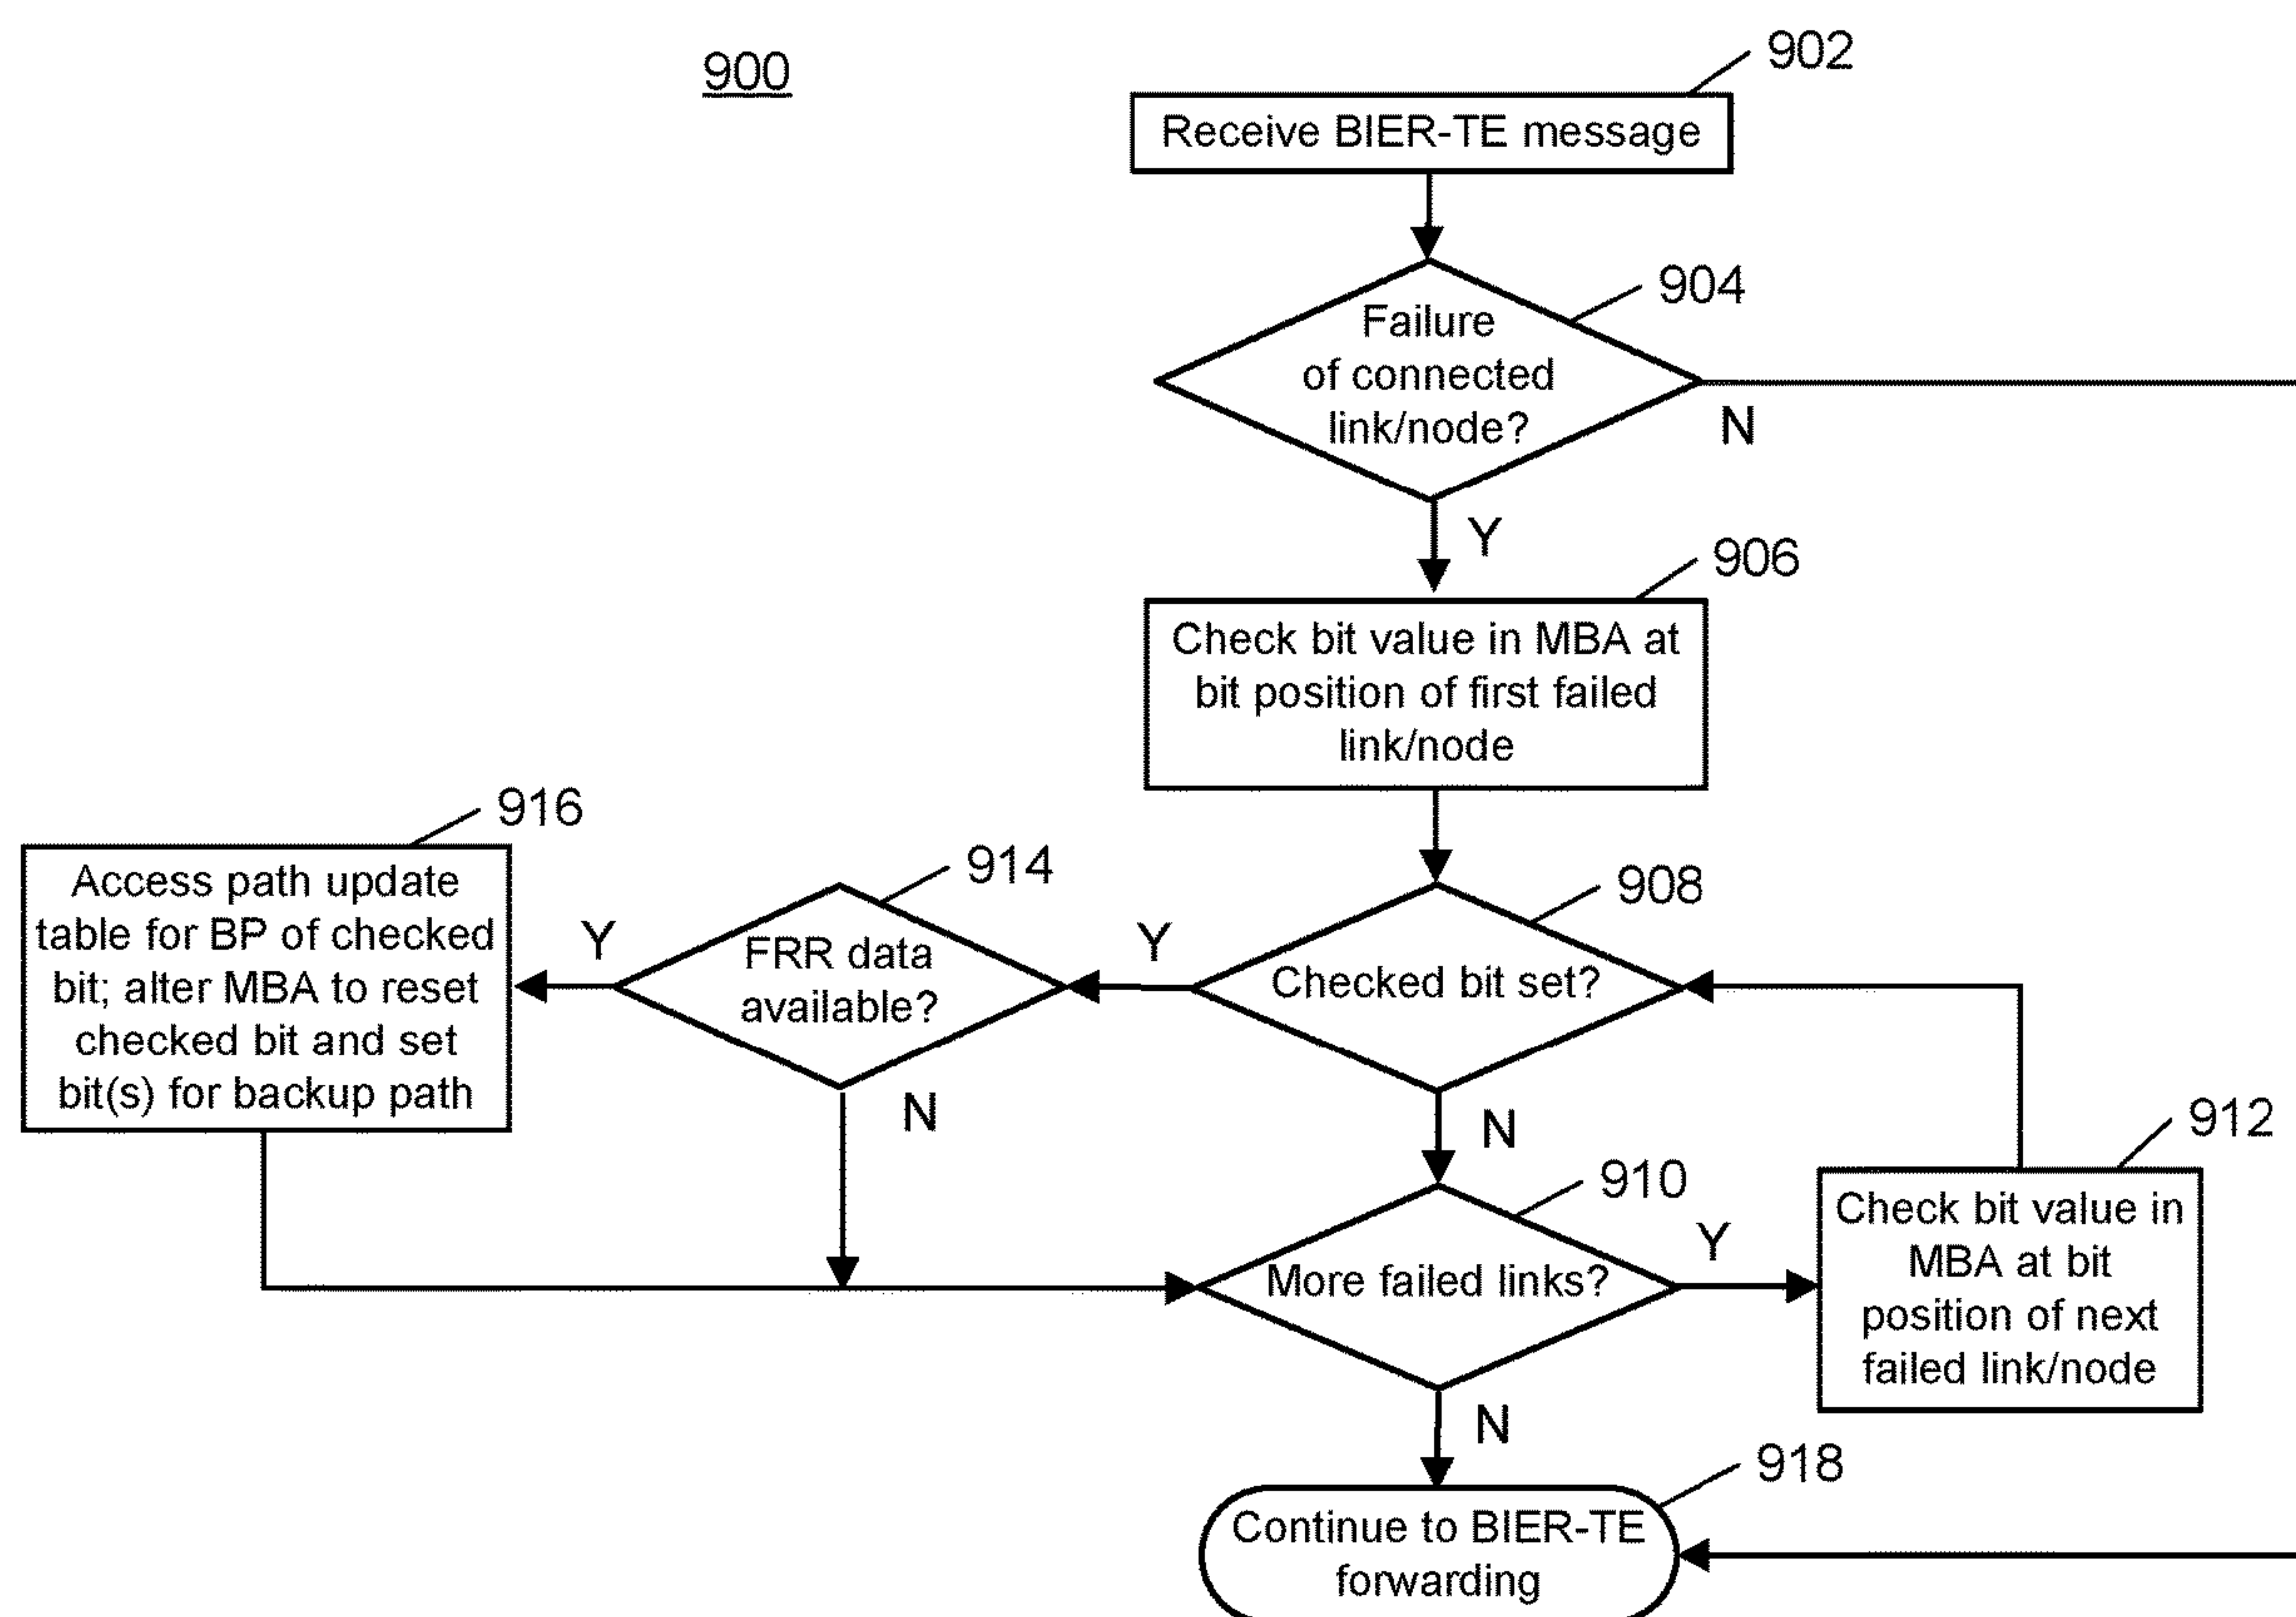 900
902
Receive BIER-TE message
904
Failure
of connected
link/node?
N
Y
906
Check bit value in MBA at
bit position of first failed
link/node
916
Access path update
table for BP of checked
bit; alter MBA to reset
checked bit and set
bit(s) for backup path
Y
914
FRR data
available?
N
Y
908
Checked bit set?
N
912
Check bit value in
MBA at bit
position of next
failed link/node
910
More failed links?
Y
N
918
Continue to BIER-TE
forwarding